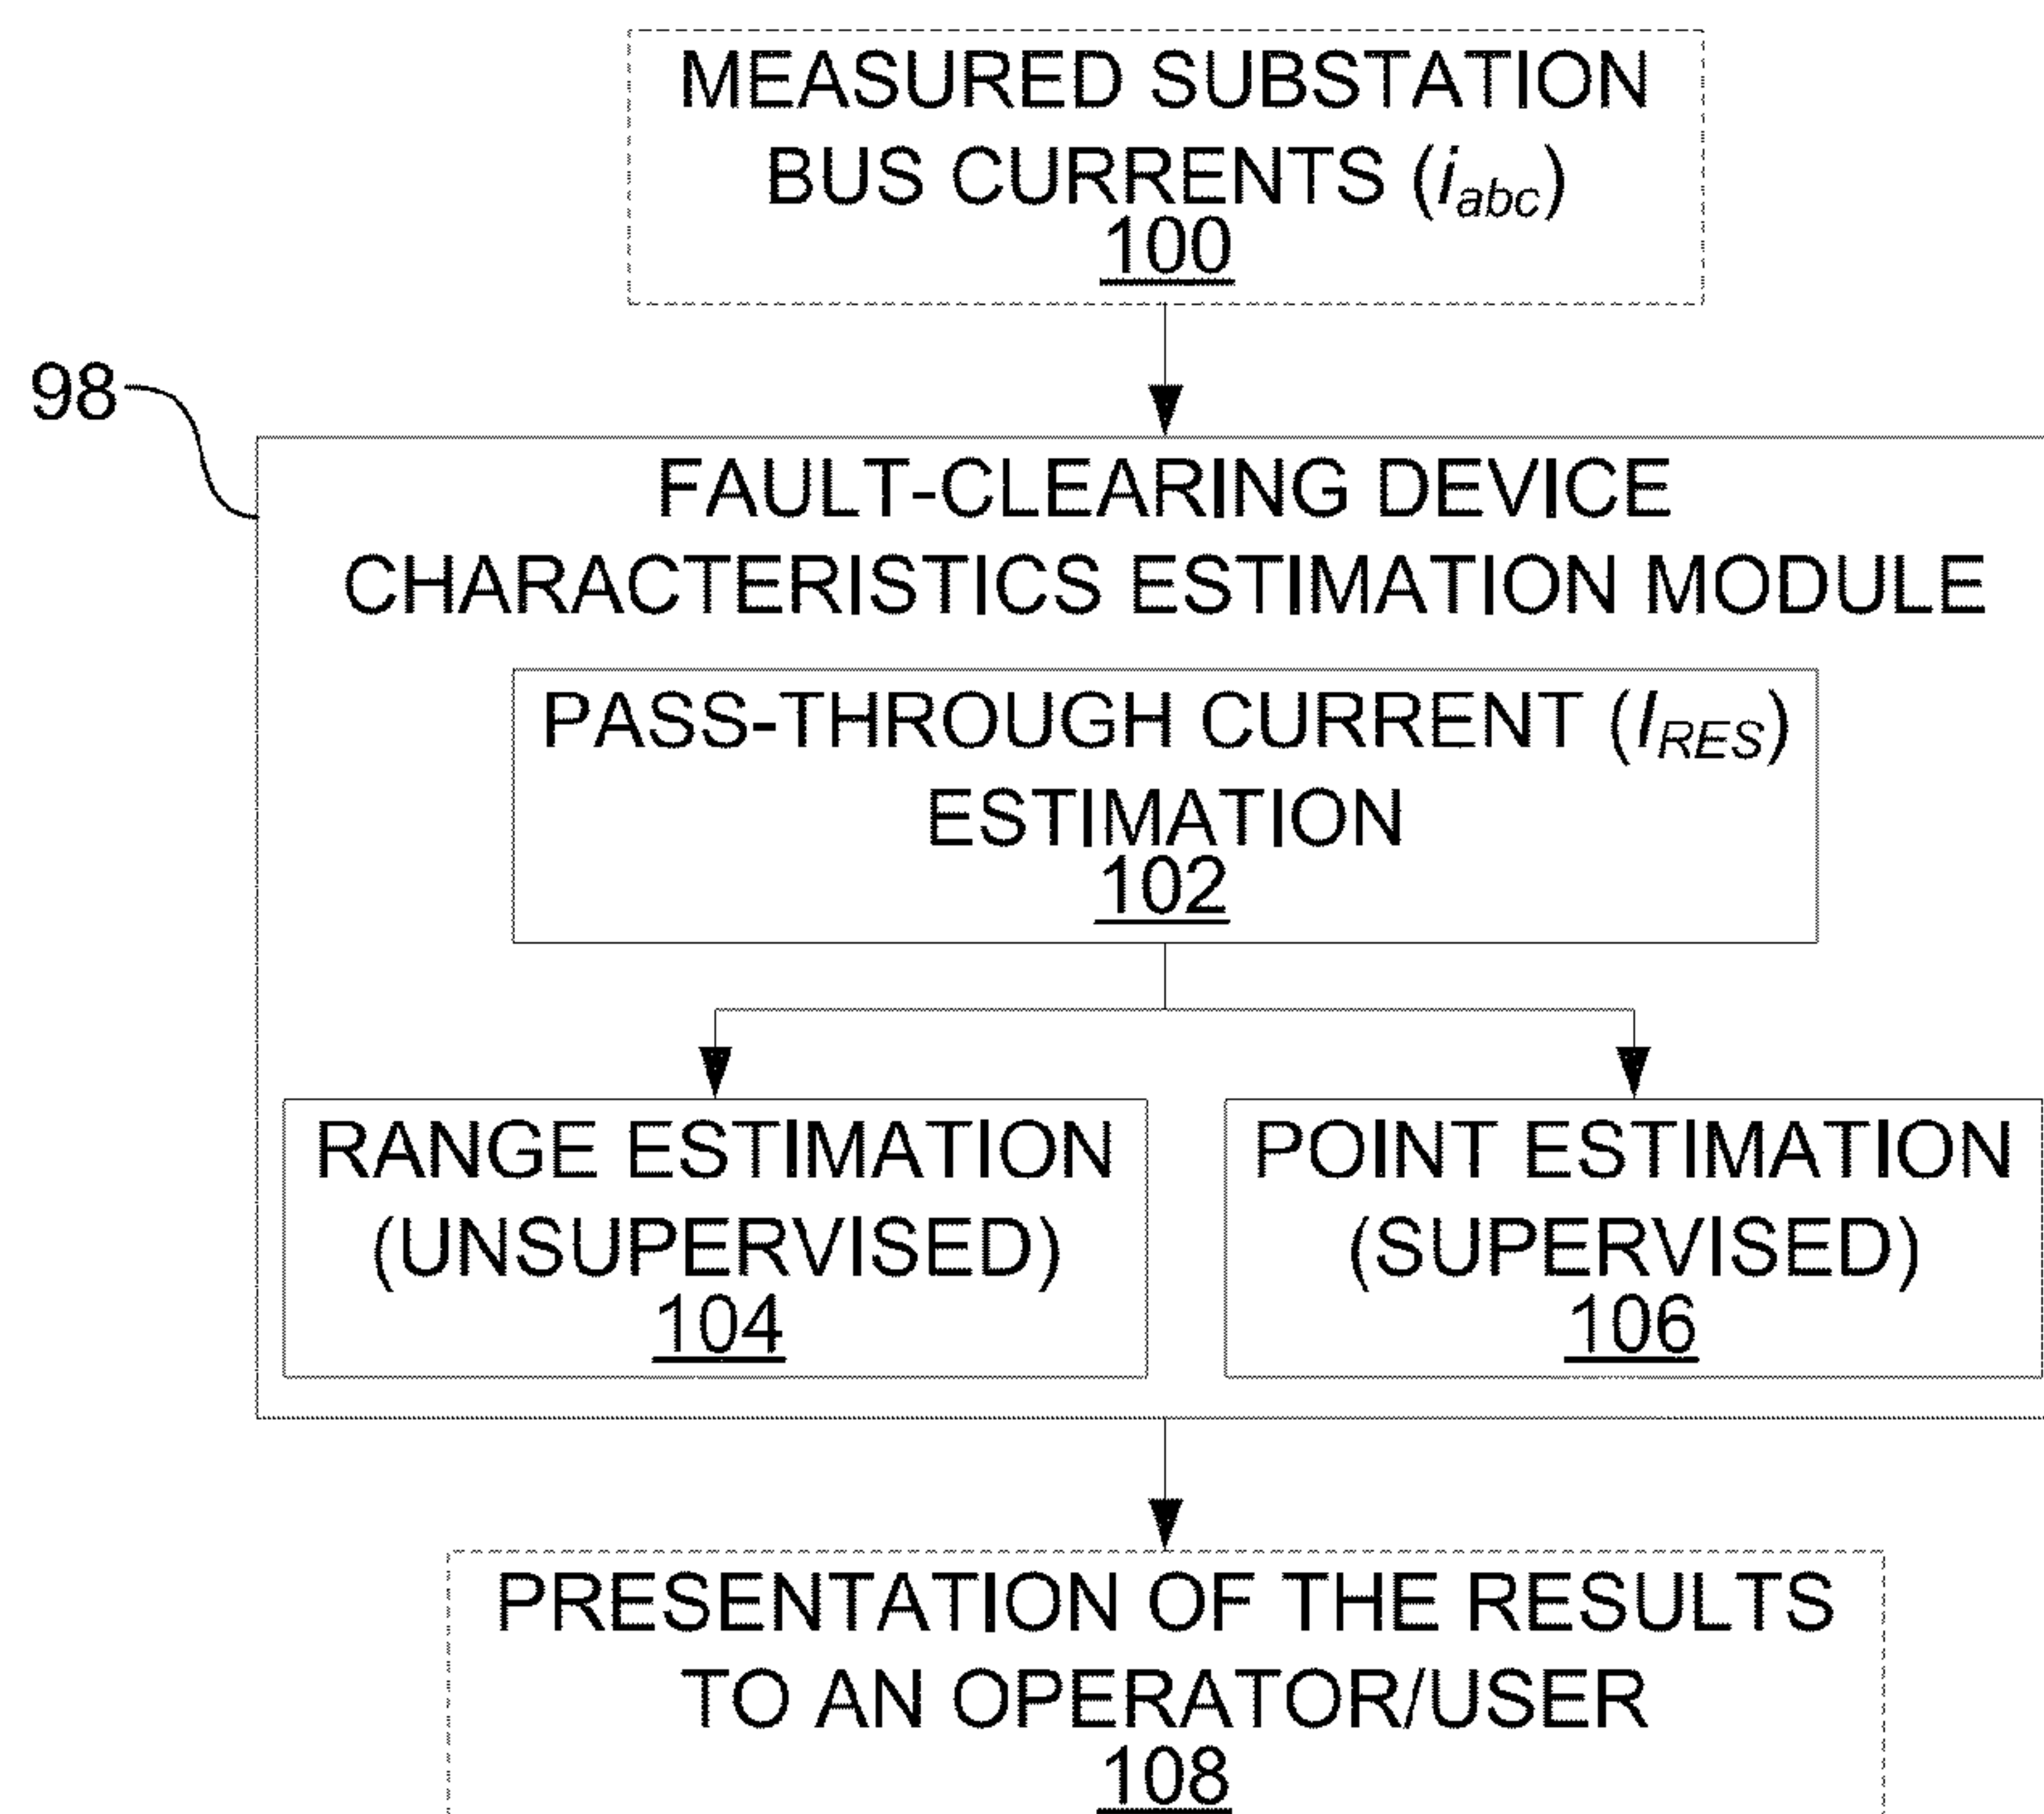 MEASURED SUBSTATION
BUS CURRENTS (iabc)
100
98
FAULT-CLEARING DEVICE
CHARACTERISTICS ESTIMATION MODULE
PASS-THROUGH CURRENT (IRES)
ESTIMATION
102
RANGE ESTIMATION
(UNSUPERVISED)
104
POINT ESTIMATION
(SUPERVISED)
106
PRESENTATION OF THE RESULTS
TO AN OPERATOR/USER
108